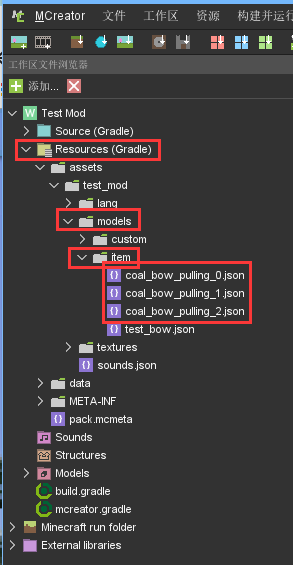 MCreator 文件 工作区 资源 构建并运行
工作区文件浏览器
添加...
Test Mod
Source (Gradle)
Resources (Gradle)
assets
test_mod
lang
models
custom
item
coal_bow_pulling_0.json
coal_bow_pulling_1.json
coal_bow_pulling_2.json
test_bow.json
textures
sounds.json
data
META-INF
pack.mcmeta
Sounds
Structures
Models
build.gradle
mcreator.gradle
Minecraft run folder
External libraries